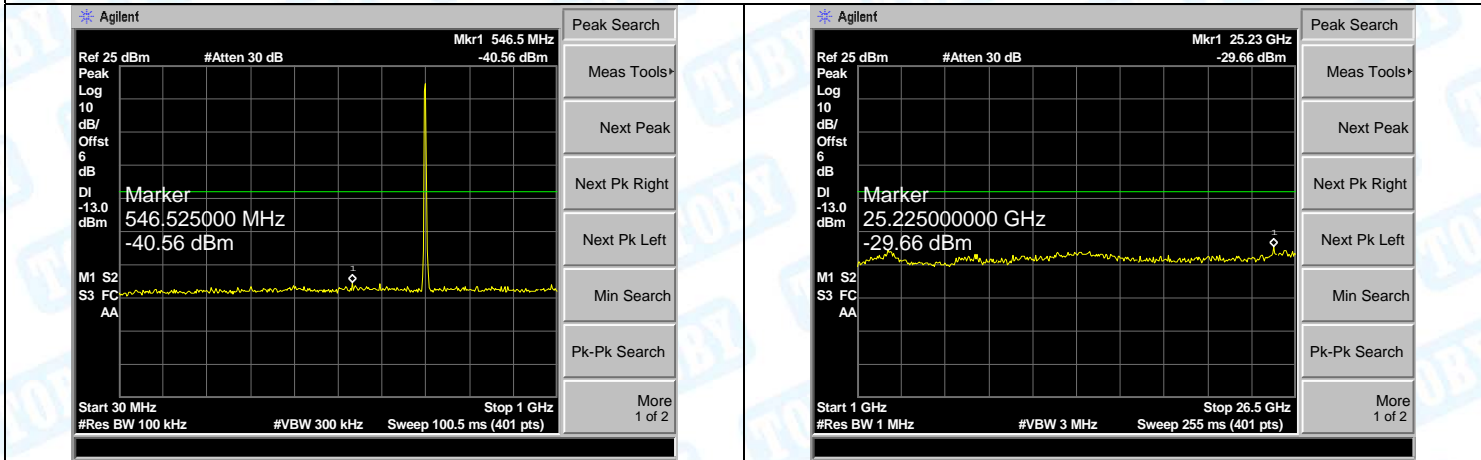 Agilent
Peak Search
Mkr1 546.5 MHz
Ref 25 dBm #Atten 30 dB -40.56 dBm
Peak
Log
10
dB/
Offst
6
dB
DI
-13.0
dBm
Marker
546.525000 MHz
-40.56 dBm
1
M1 S2
S3 FC
AA
Start 30 MHz Stop 1 GHz
#Res BW 100 kHz #VBW 300 kHz Sweep 100.5 ms (401 pts)
Meas Tools
Next Peak
Next Pk Right
Next Pk Left
Min Search
Pk-Pk Search
More
1 of 2
Agilent
Peak Search
Mkr1 25.23 GHz
Ref 25 dBm #Atten 30 dB -29.66 dBm
Peak
Log
10
dB/
Offst
6
dB
DI
-13.0
dBm
Marker
25.225000000 GHz
-29.66 dBm
1
M1 S2
S3 FC
AA
Start 1 GHz Stop 26.5 GHz
#Res BW 1 MHz #VBW 3 MHz Sweep 255 ms (401 pts)
Meas Tools
Next Peak
Next Pk Right
Next Pk Left
Min Search
Pk-Pk Search
More
1 of 2
TOBY